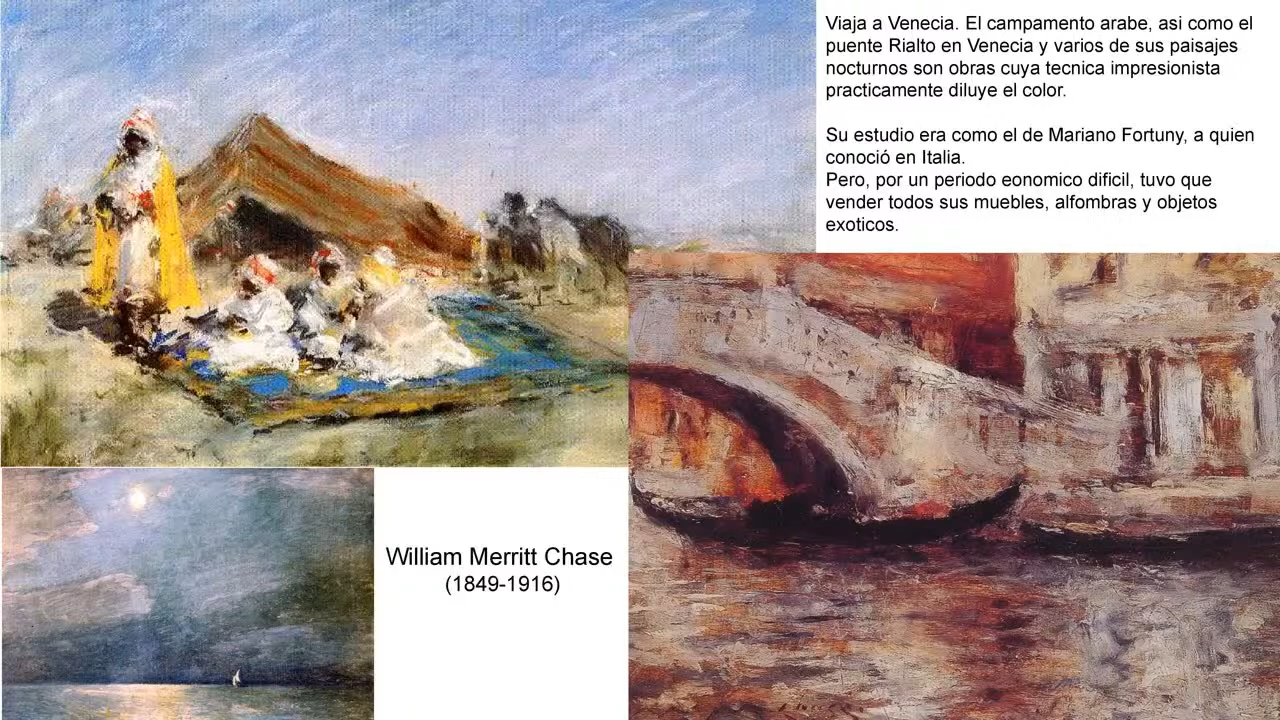 Viaja a Venecia. El campamento arabe, asi como el
puente Rialto en Venecia y varios de sus paisajes
nocturnos son obras cuya tecnica impresionista
practicamente diluye el color.
Su estudio era como el de Mariano Fortuny, a quien
conoció en Italia.
Pero, por un periodo eonomico dificil, tuvo que
vender todos sus muebles, alfombras y objetos
exoticos.
William Merritt Chase
(1849-1916)